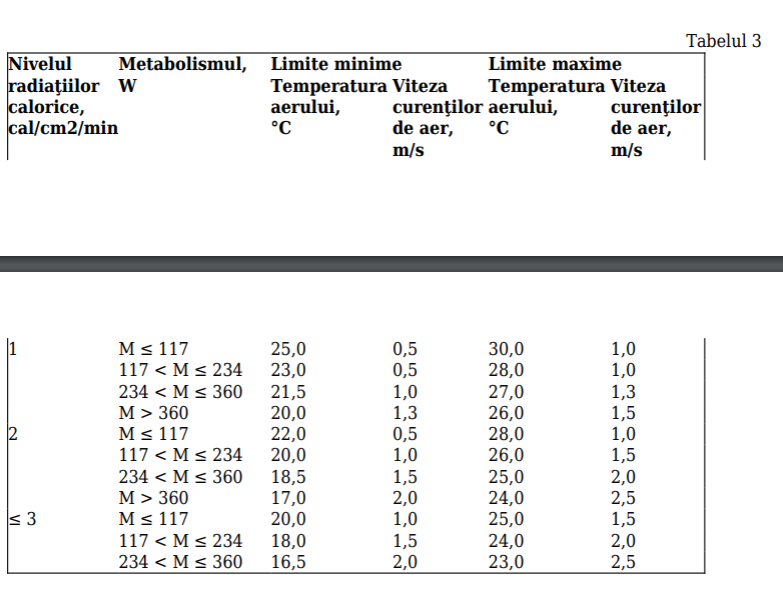 Tabelul 3
Nivelul Metabolismul, Limite minime Limite maxime
radiaţiilor W Temperatura Viteza Temperatura Viteza
calorice, aerului, curenţilor aerului, curenţilor
cal/cm2/min °C de aer, °C de aer,
m/s m/s
1 M ≤ 117 25,0 0,5 30,0 1,0
117 < M ≤ 234 23,0 0,5 28,0 1,0
234 < M ≤ 360 21,5 1,0 27,0 1,3
M > 360 20,0 1,3 26,0 1,5
2 M ≤ 117 22,0 0,5 28,0 1,0
117 < M ≤ 234 20,0 1,0 26,0 1,5
234 < M ≤ 360 18,5 1,5 25,0 2,0
M > 360 17,0 2,0 24,0 2,5
≤ 3 M ≤ 117 20,0 1,0 25,0 1,5
117 < M ≤ 234 18,0 1,5 24,0 2,0
234 < M ≤ 360 16,5 2,0 23,0 2,5